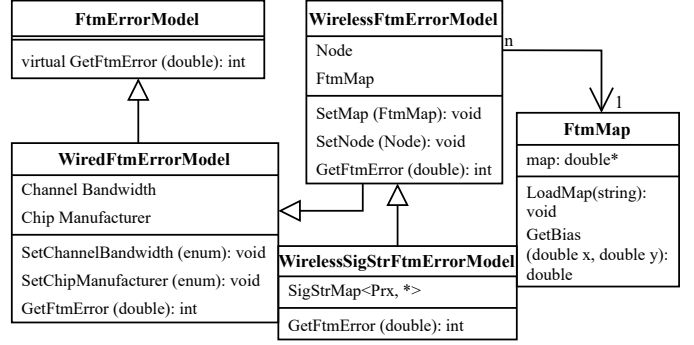 FtmErrorModel
virtual GetFtmError (double): int
WirelessFtmErrorModel
Node
FtmMap
SetMap (FtmMap): void
SetNode (Node): void
GetFtmError (double): int
n
1
FtmMap
map: double*
LoadMap(string):
void
GetBias
(double x, double y):
double
WiredFtmErrorModel
Channel Bandwidth
Chip Manufacturer
SetChannelBandwidth (enum): void
SetChipManufacturer (enum): void
GetFtmError (double): int
WirelessSigStrFtmErrorModel
SigStrMap<Prx, *>
GetFtmError (double): int